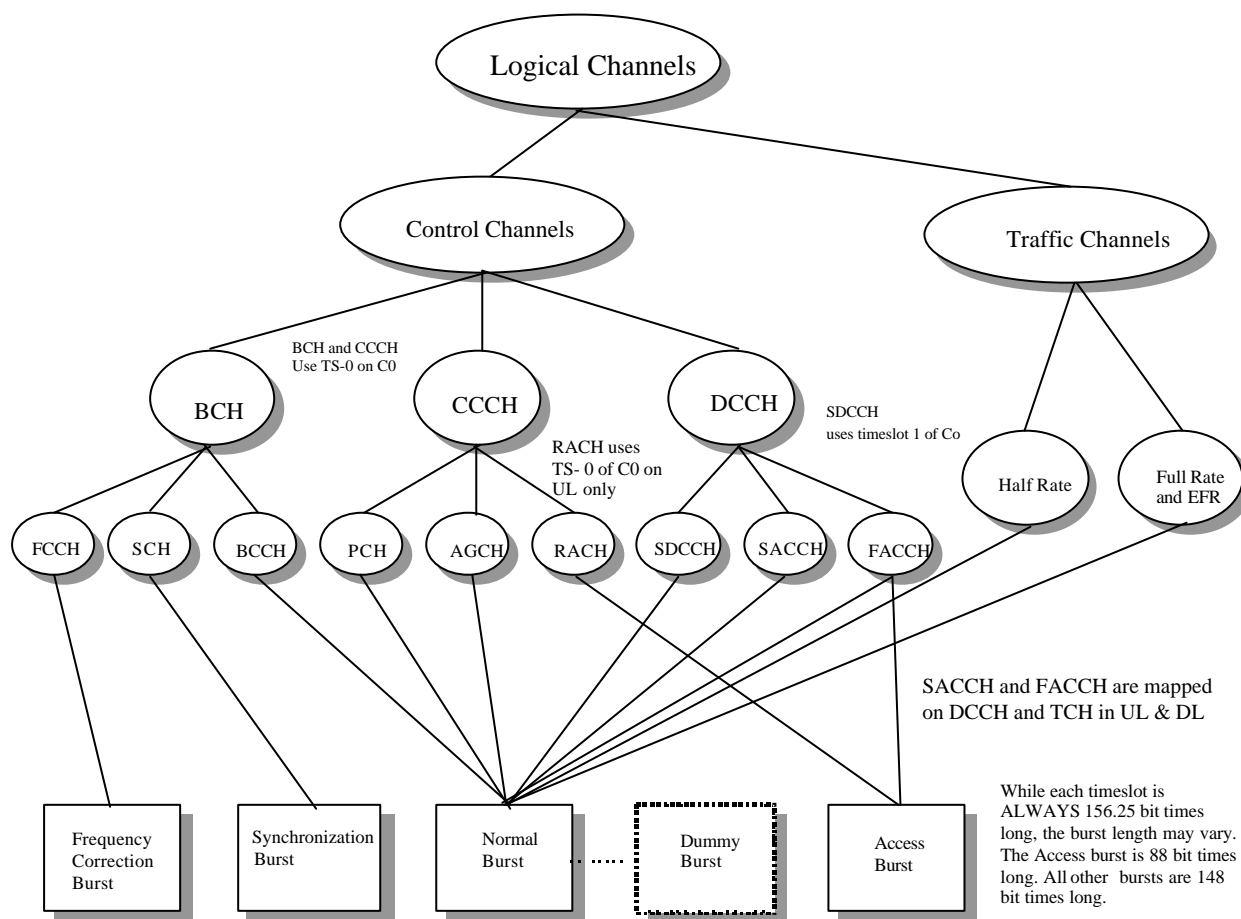 Logical Channels
Control Channels
Traffic Channels
BCH and CCCH
Use TS-0 on C0
BCH
CCCH
DCCH
SDCCH
uses timeslot 1 of Co
RACH uses
TS- 0 of C0 on
UL only
Half Rate
Full Rate
and EFR
FCCH
SCH
BCCH
PCH
AGCH
RACH
SDCCH
SACCH
FACCH
SACCH and FACCH are mapped
on DCCH and TCH in UL & DL
Frequency
Correction
Burst
Synchronization
Burst
Normal
Burst
Dummy
Burst
Access
Burst
While each timeslot is
ALWAYS 156.25 bit times
long, the burst length may vary.
The Access burst is 88 bit times
long. All other bursts are 148
bit times long.